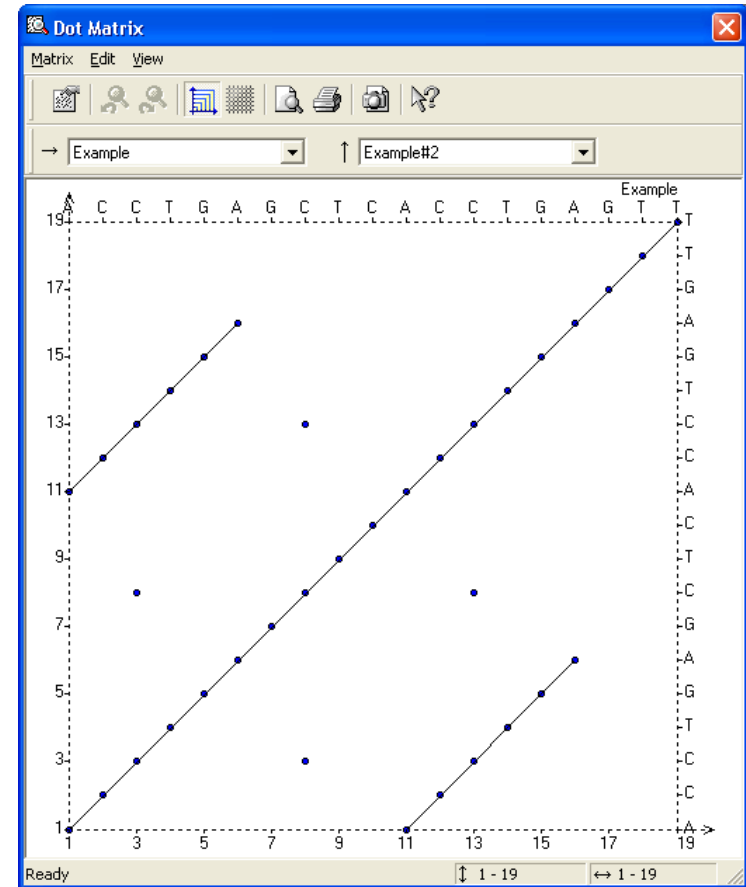 Dot Matrix
Matrix Edit View
→ Example ↑ Example#2
Example
A C C T G A G C T C A C C T G A G T T
19 T
T
17 G
A
15 G
T
13 C
C
11 A
C
9 T
C
7 G
A
5 G
T
3 C
C
1 A
1 3 5 7 9 11 13 15 17 19
Ready 1 - 19 1 - 19